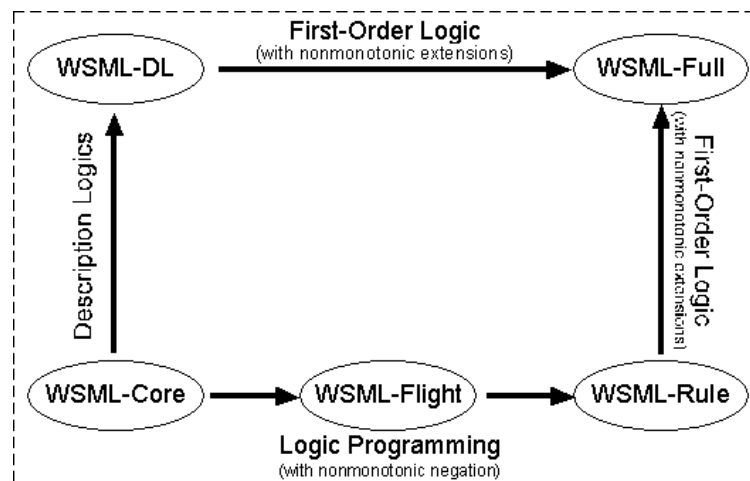 First-Order Logic
(with nonmonotonic extensions)
WSML-DL
WSML-Full
Description Logics
First-Order Logic
(with nonmonotonic extensions)
WSML-Core
WSML-Flight
WSML-Rule
Logic Programming
(with nonmonotonic negation)